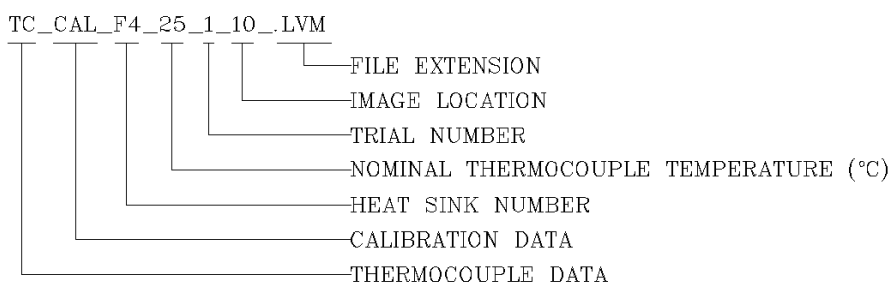 TC_CAL_F4_25_1_10_.LVM
FILE EXTENSION
IMAGE LOCATION
TRIAL NUMBER
NOMINAL THERMOCOUPLE TEMPERATURE (°C)
HEAT SINK NUMBER
CALIBRATION DATA
THERMOCOUPLE DATA